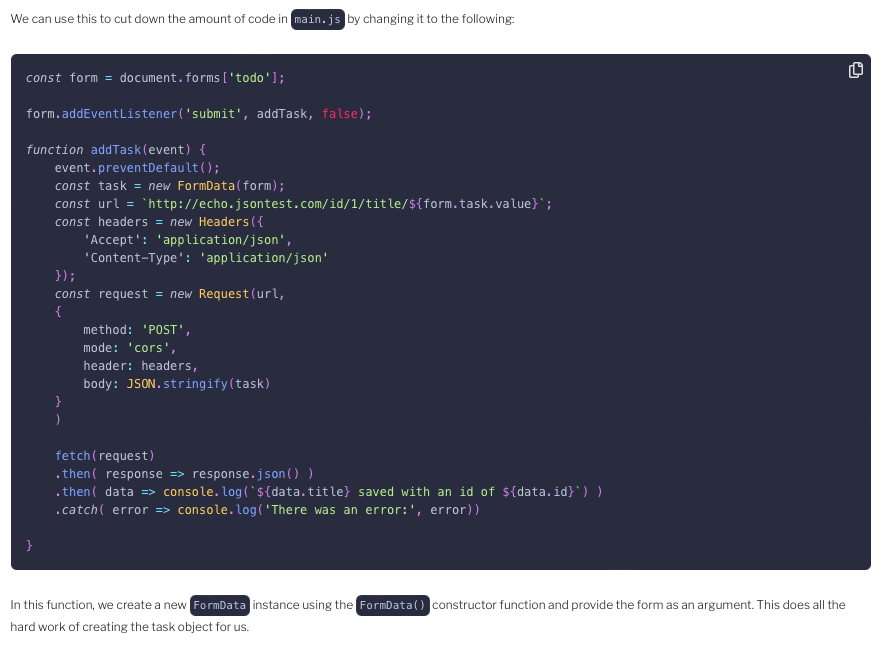 We can use this to cut down the amount of code in main.js by changing it to the following:
const form = document.forms['todo'];
form.addEventListener('submit', addTask, false);
function addTask(event) {
    event.preventDefault();
    const task = new FormData(form);
    const url = `http://echo.jsontest.com/id/1/title/${form.task.value}`;
    const headers = new Headers({
        'Accept': 'application/json',
        'Content-Type': 'application/json'
    });
    const request = new Request(url,
    {
        method: 'POST',
        mode: 'cors',
        header: headers,
        body: JSON.stringify(task)
    }
    )
    fetch(request)
    .then( response => response.json() )
    .then( data => console.log(`${data.title} saved with an id of ${data.id}`) )
    .catch( error => console.log('There was an error:', error))
}
In this function, we create a new FormData instance using the FormData() constructor function and provide the form as an argument. This does all the
hard work of creating the task object for us.